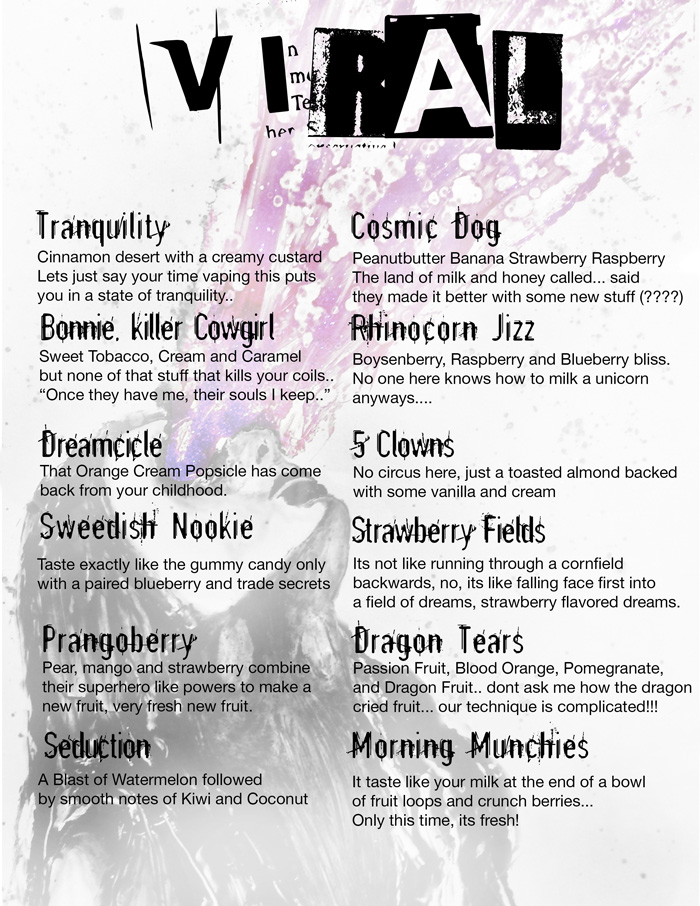 VIRAL
n
me
Te
her S
Tranquility
Cinnamon desert with a creamy custard
Lets just say your time vaping this puts
you in a state of tranquility..
Bonnie, killer Cowgirl
Sweet Tobacco, Cream and Caramel
but none of that stuff that kills your coils..
“Once they have me, their souls I keep..”
Dreamcicle
That Orange Cream Popsicle has come
back from your childhood.
Sweedish Nookie
Taste exactly like the gummy candy only
with a paired blueberry and trade secrets
Prangoberry
Pear, mango and strawberry combine
their superhero like powers to make a
new fruit, very fresh new fruit.
Seduction
A Blast of Watermelon followed
by smooth notes of Kiwi and Coconut
Cosmic Dog
Peanutbutter Banana Strawberry Raspberry
The land of milk and honey called... said
they made it better with some new stuff (????)
Rhinocorn Jizz
Boysenberry, Raspberry and Blueberry bliss.
No one here knows how to milk a unicorn
anyways....
5 Clowns
No circus here, just a toasted almond backed
with some vanilla and cream
Strawberry Fields
Its not like running through a cornfield
backwards, no, its like falling face first into
a field of dreams, strawberry flavored dreams.
Dragon Tears
Passion Fruit, Blood Orange, Pomegranate,
and Dragon Fruit.. dont ask me how the dragon
cried fruit... our technique is complicated!!!
Morning Munchies
It taste like your milk at the end of a bowl
of fruit loops and crunch berries...
Only this time, its fresh!